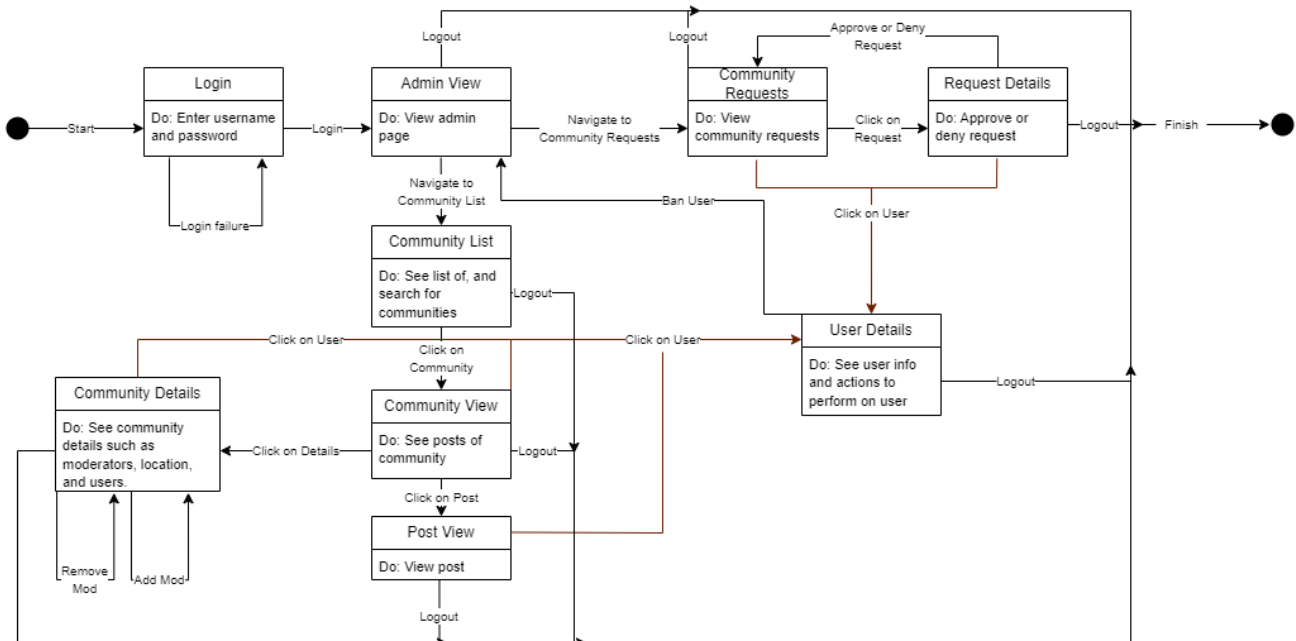 Logout
Logout
Approve or Deny
Request
Login
Admin View
Community
Requests
Request Details
Start
Do: Enter username
and password
Login
Do: View admin
page
Navigate to
Community Requests
Do: View
community requests
Click on
Request
Do: Approve or
deny request
Logout
Finish
Login failure
Navigate to
Community List
Ban User
Click on User
Community List
Do: See list of, and
search for
communities
Logout
Click on User
Click on
Community
Click on User
User Details
Do: See user info
and actions to
perform on user
Logout
Community Details
Do: See community
details such as
moderators, location,
and users.
Click on Details
Community View
Do: See posts of
community
Logout
Click on Post
Post View
Do: View post
Remove
Mod
Add Mod
Logout